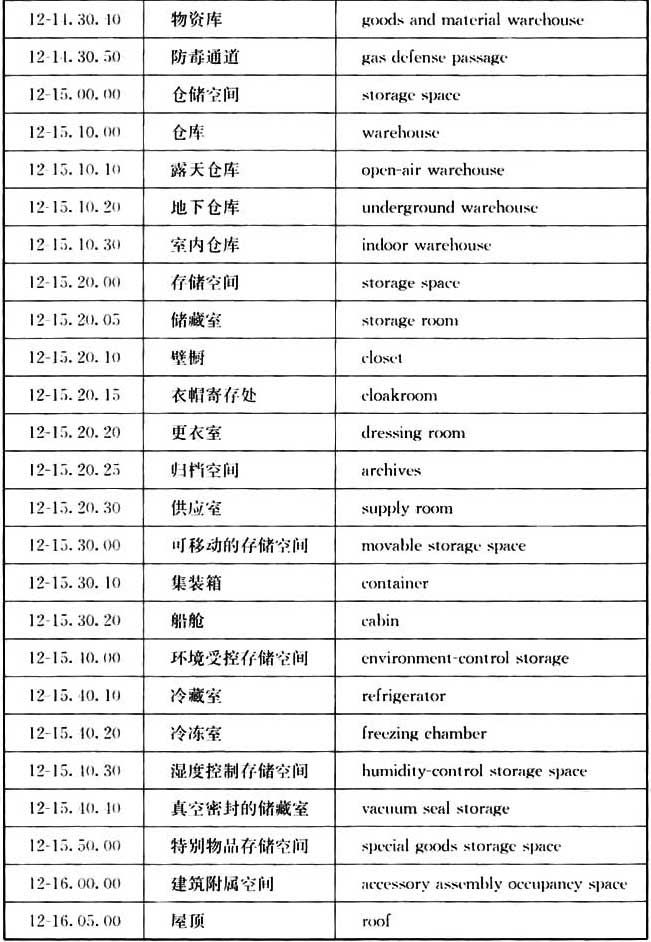 12-14.30.40 物资库 goods and material warehouse
12-14.30.50 防毒通道 gas defense passage
12-15.00.00 仓储空间 storage space
12-15.10.00 仓库 warehouse
12-15.10.10 露天仓库 open-air warehouse
12-15.10.20 地下仓库 underground warehouse
12-15.10.30 室内仓库 indoor warehouse
12-15.20.00 存储空间 storage space
12-15.20.05 储藏室 storage room
12-15.20.10 壁橱 closet
12-15.20.15 衣帽寄存处 cloakroom
12-15.20.20 更衣室 dressing room
12-15.20.25 归档空间 archives
12-15.20.30 供应室 supply room
12-15.30.00 可移动的存储空间 movable storage space
12-15.30.10 集装箱 container
12-15.30.20 船舱 cabin
12-15.40.00 环境受控存储空间 environment-control storage
12-15.40.10 冷藏室 refrigerator
12-15.40.20 冷冻室 freezing chamber
12-15.40.30 湿度控制存储空间 humidity-control storage space
12-15.40.40 真空密封的储藏室 vacuum seal storage
12-15.50.00 特别物品存储空间 special goods storage space
12-16.00.00 建筑附属空间 accessory assembly occupancy space
12-16.05.00 屋顶 roof